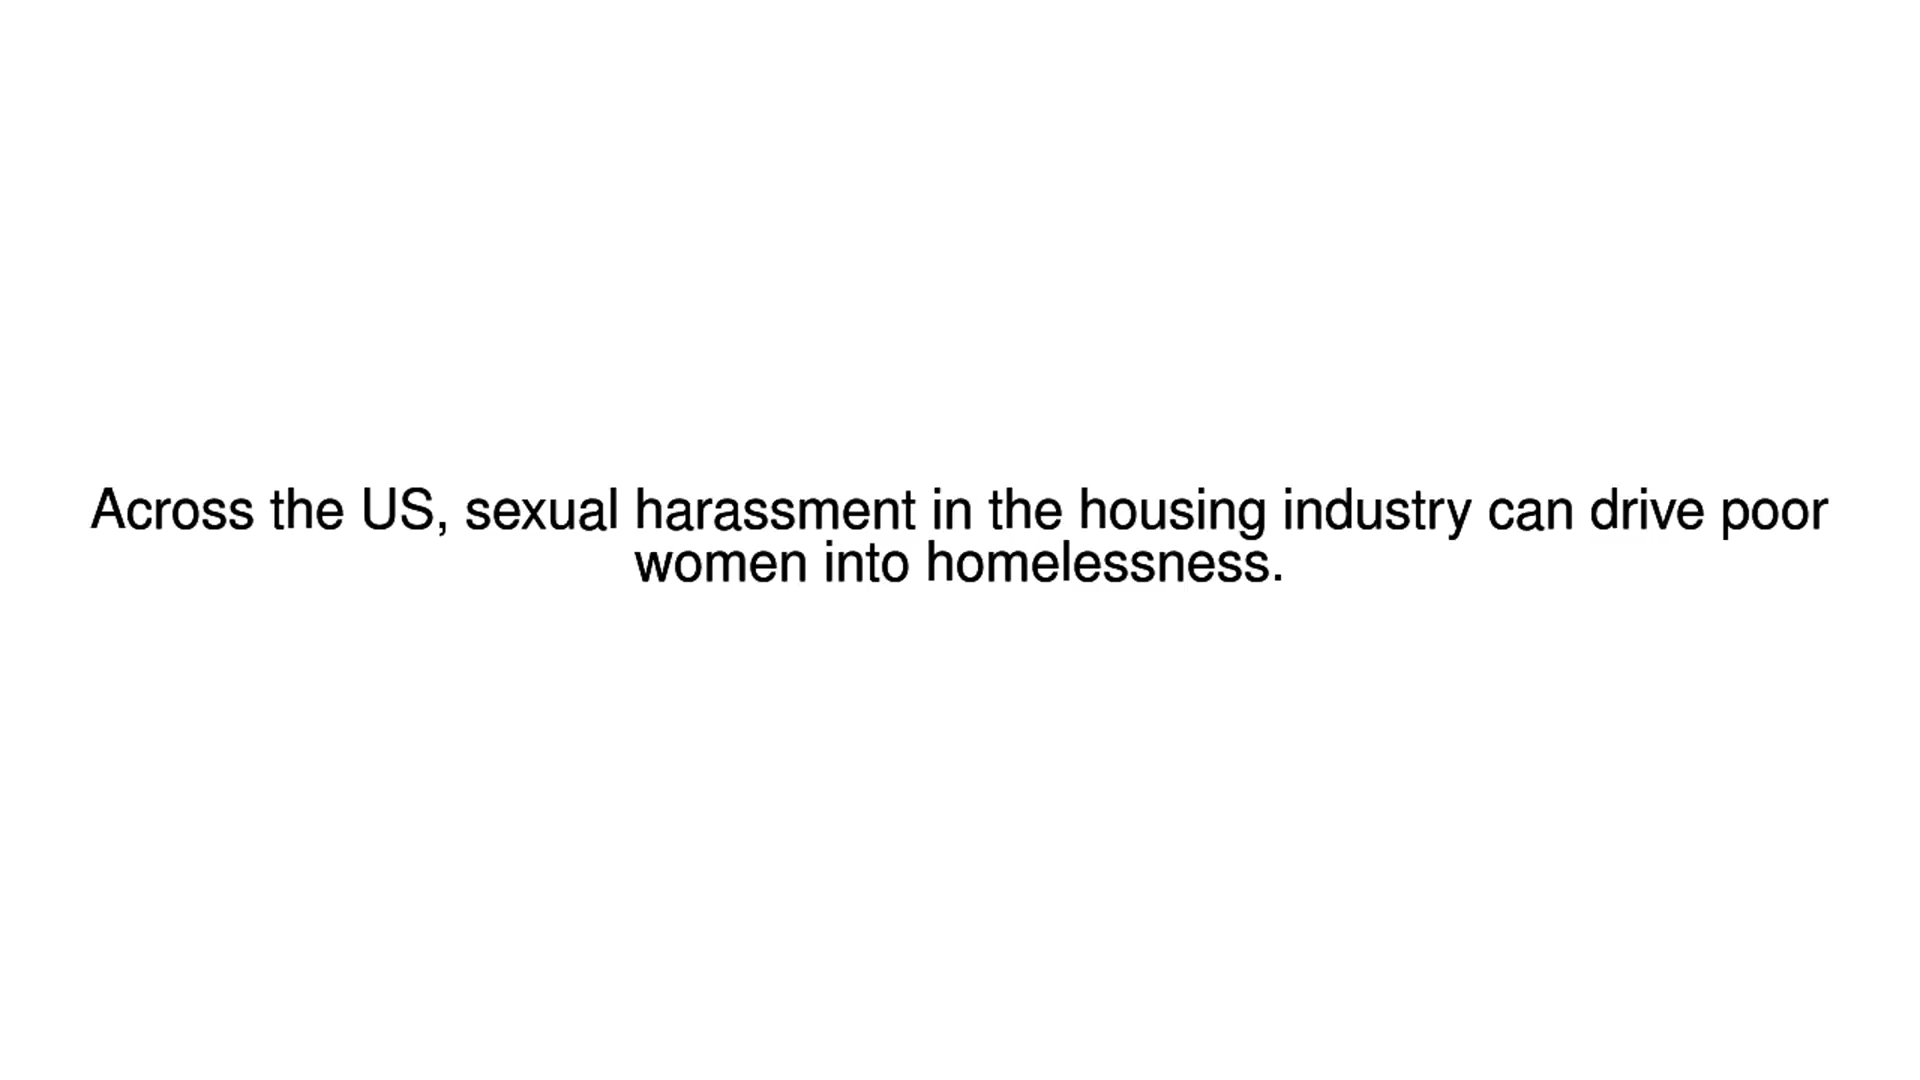 Across the US, sexual harassment in the housing industry can drive poor
women into homelessness.